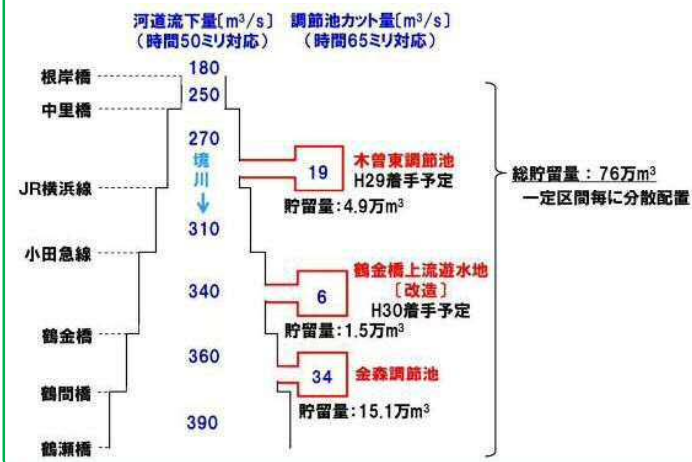 河道流下量[m³/s]
(時間50ミリ対応)
調節池カット量[m³/s]
(時間65ミリ対応)
根岸橋
180
250
中里橋
270
境川
↓
木曽東調節池
19
H29着手予定
貯留量:4.9万m³
総貯留量:76万m³
一定区間毎に分散配置
JR横浜線
310
小田急線
340
鶴金橋上流遊水地
[改造]
6
H30着手予定
貯留量:1.5万m³
鶴金橋
360
34
金森調節池
貯留量:15.1万m³
鶴間橋
390
鶴瀬橋